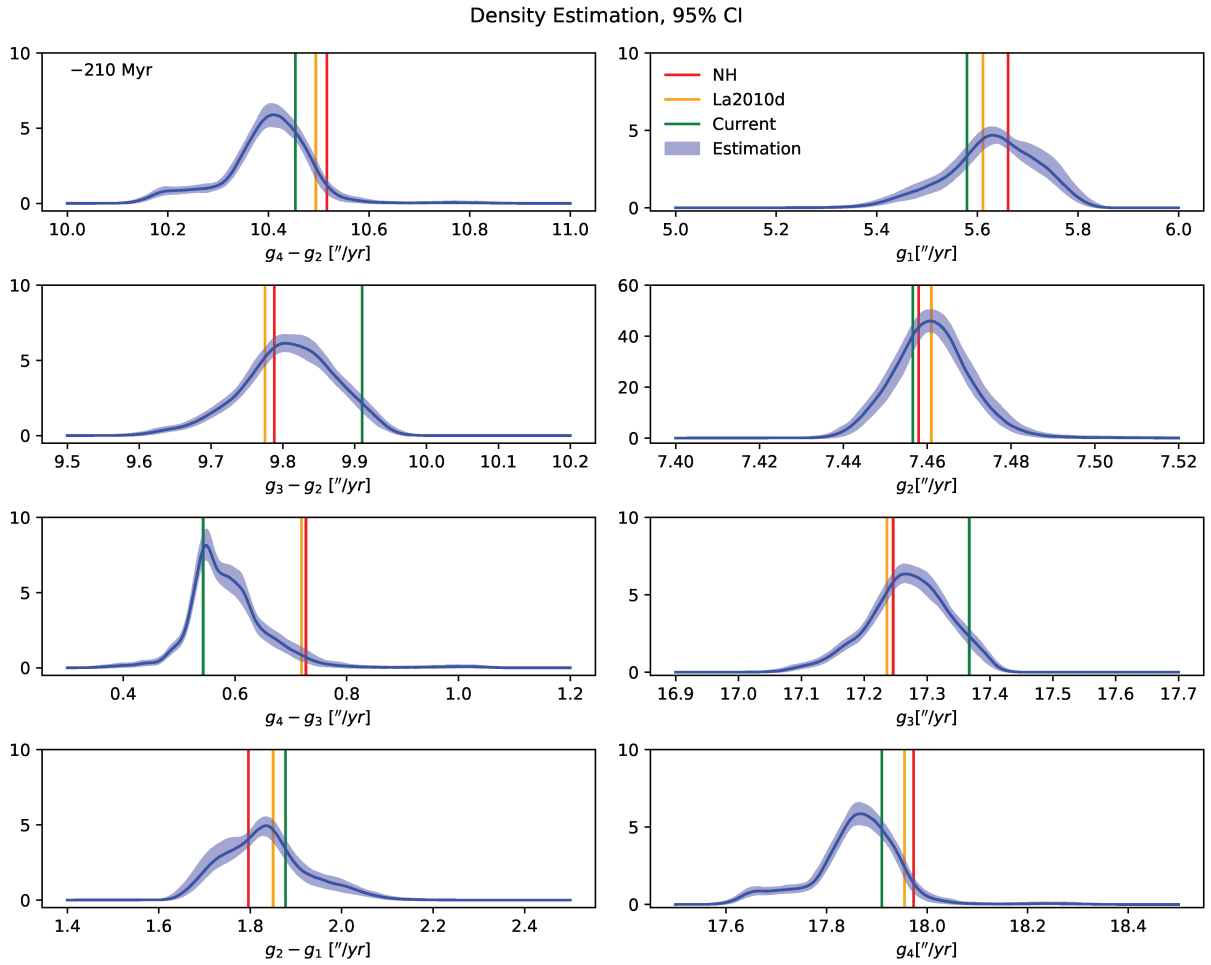 Density Estimation, 95% CI
10
5
0
−210 Myr
10.0 10.2 10.4 10.6 10.8 11.0
g4 − g2 [″/yr]
10
5
0
NH
La2010d
Current
Estimation
5.0 5.2 5.4 5.6 5.8 6.0
g1[″/yr]
10
5
0
9.5 9.6 9.7 9.8 9.9 10.0 10.1 10.2
g3 − g2 [″/yr]
60
40
20
0
7.40 7.42 7.44 7.46 7.48 7.50 7.52
g2[″/yr]
10
5
0
0.4 0.6 0.8 1.0 1.2
g4 − g3 [″/yr]
10
5
0
16.9 17.0 17.1 17.2 17.3 17.4 17.5 17.6 17.7
g3[″/yr]
10
5
0
1.4 1.6 1.8 2.0 2.2 2.4
g2 − g1 [″/yr]
10
5
0
17.6 17.8 18.0 18.2 18.4
g4[″/yr]